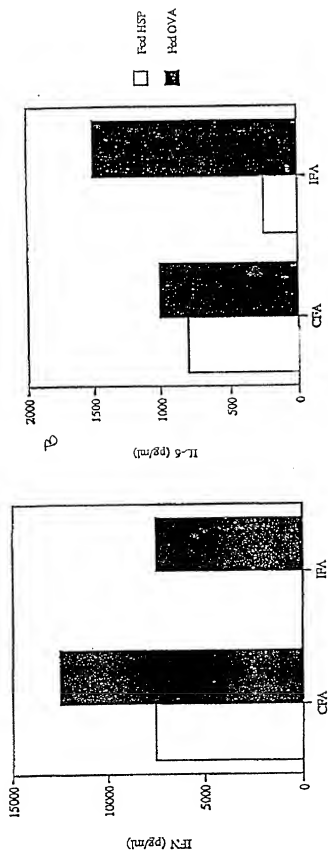 IFN (pg/ml)
15000
10000
5000
0
CFA
IFA
B
IL-5 (pg/ml)
2000
1500
1000
500
0
CFA
IFA
Fed HSP
Fed OVA